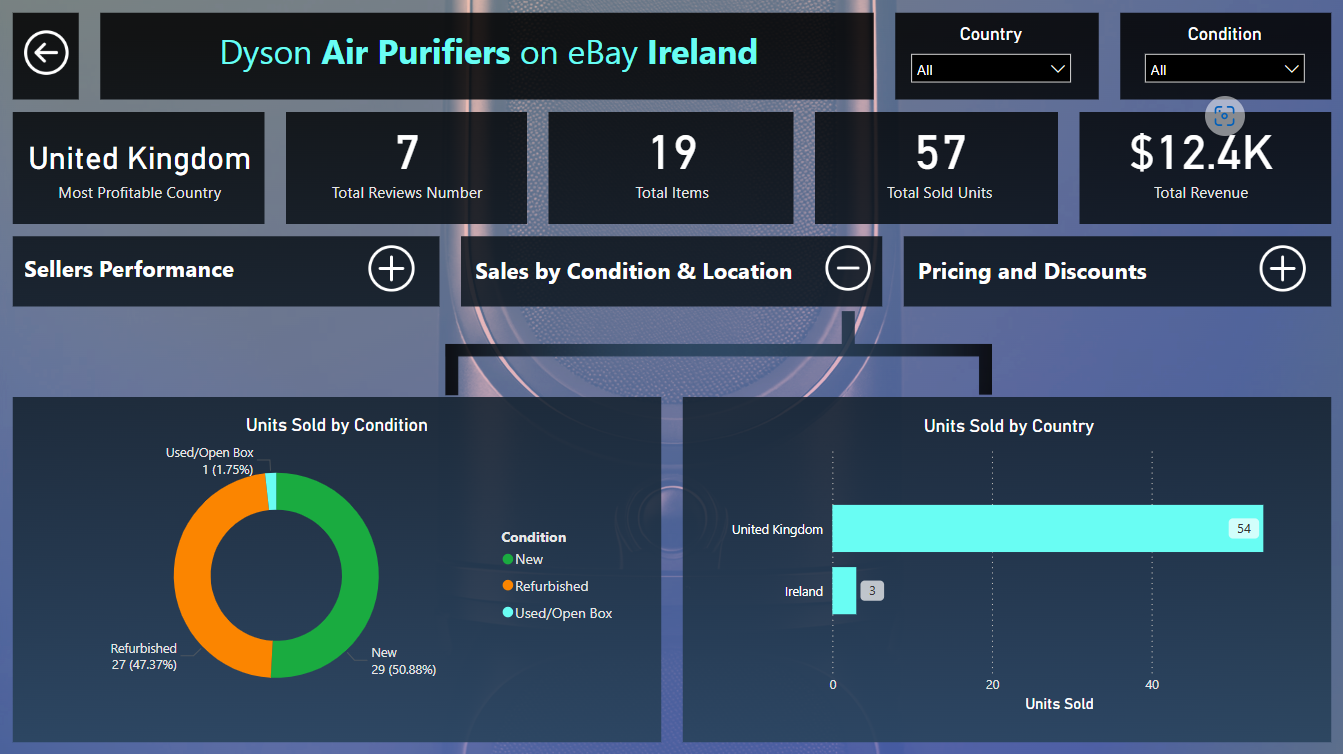 Dyson Air Purifiers on eBay Ireland
Country
All
Condition
All
United Kingdom
Most Profitable Country
7
Total Reviews Number
19
Total Items
57
Total Sold Units
$12.4K
Total Revenue
Sellers Performance
Sales by Condition & Location
Pricing and Discounts
Units Sold by Condition
Used/Open Box
1 (1.75%)
Refurbished
27 (47.37%)
New
29 (50.88%)
Condition
New
Refurbished
Used/Open Box
Units Sold by Country
United Kingdom
54
Ireland
3
0
20
40
Units Sold